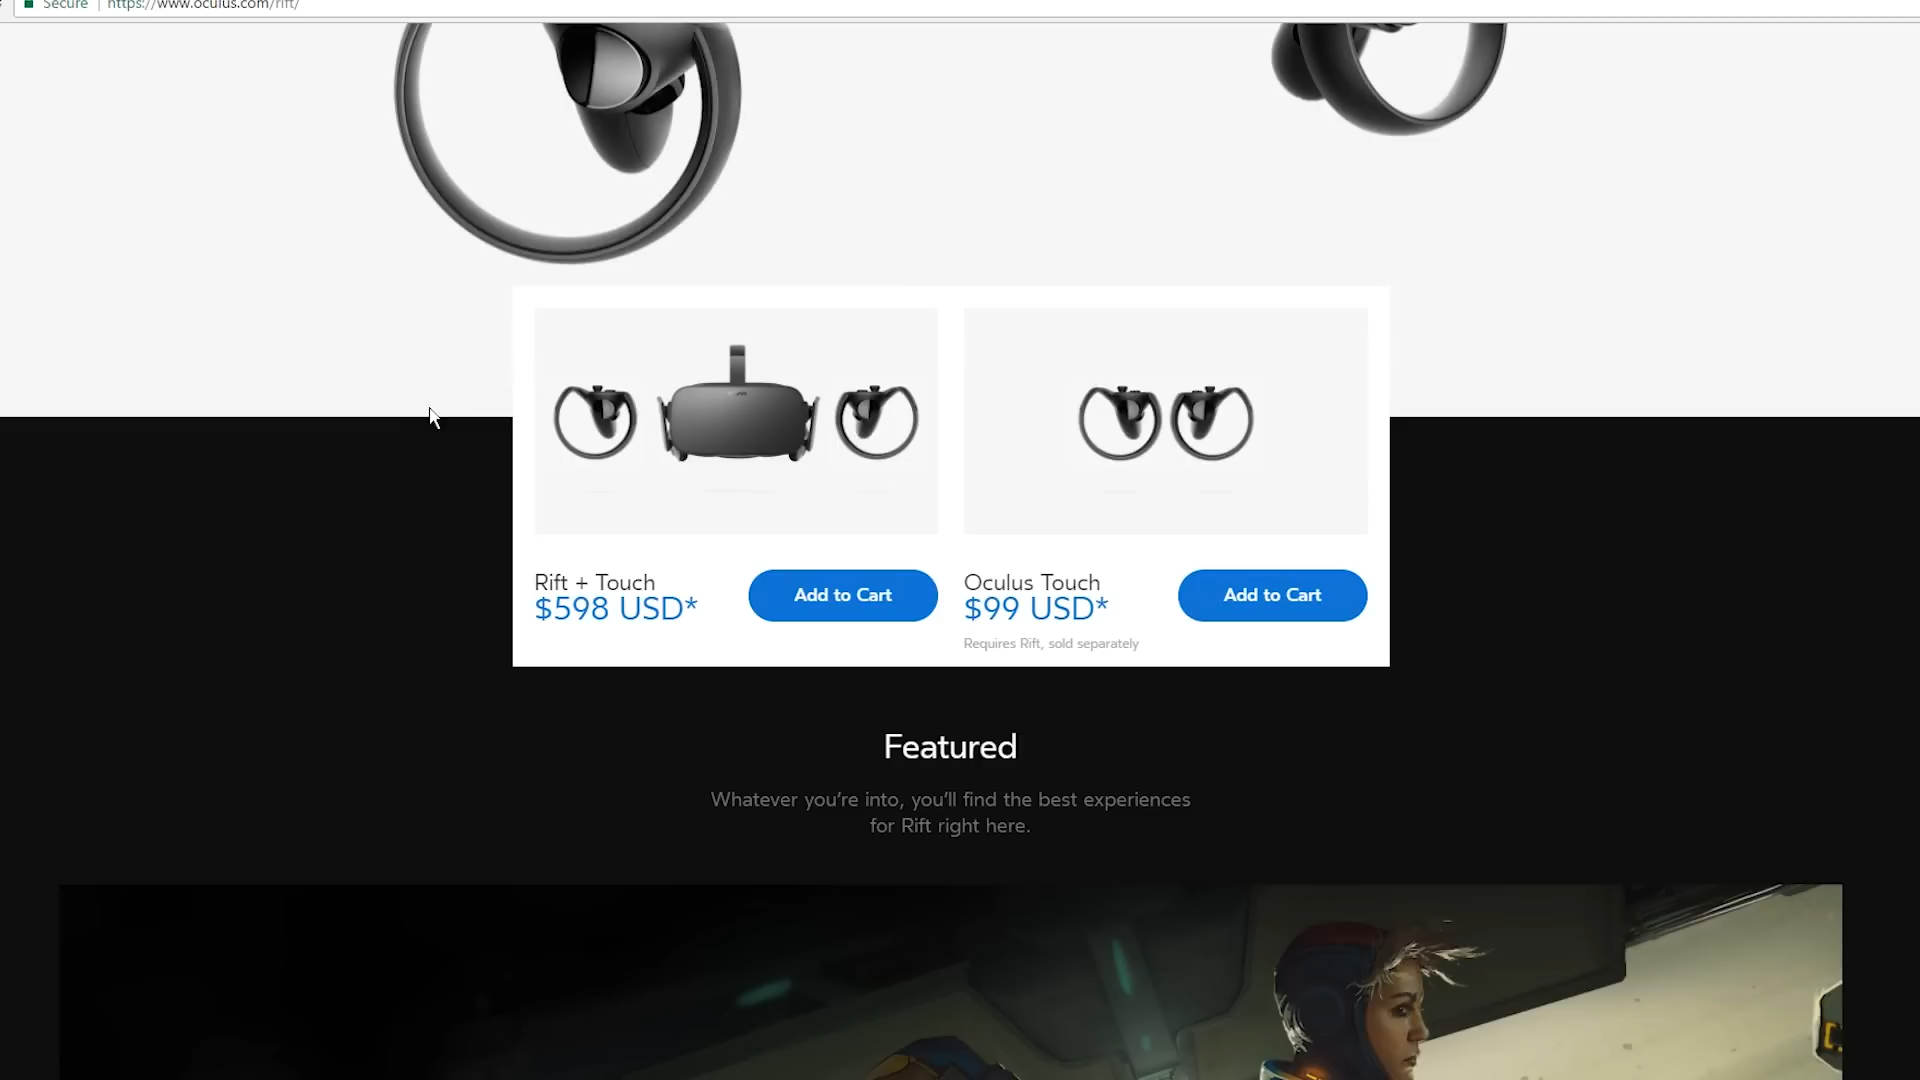 Secure | https://www.oculus.com/rift/
Rift + Touch
$598 USD*
Add to Cart
Oculus Touch
$99 USD*
Add to Cart
Requires Rift, sold separately
Featured
Whatever you're into, you'll find the best experiences
for Rift right here.